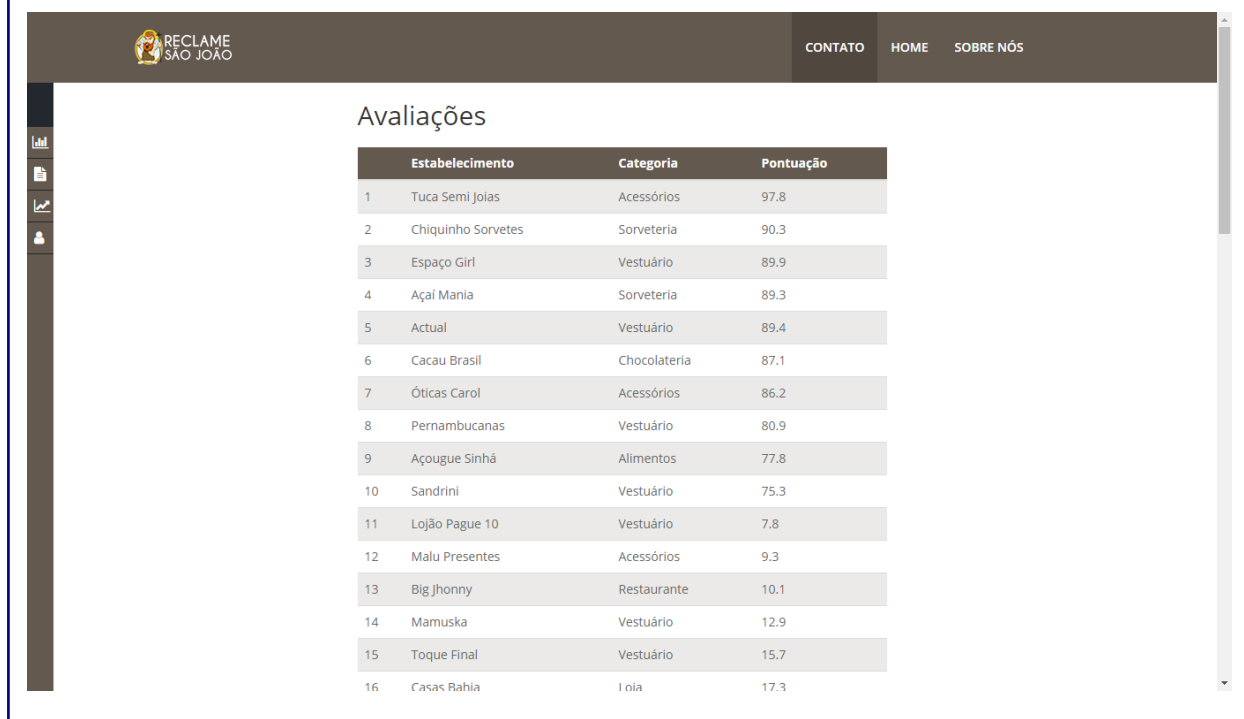 RECLAME
SÃO JOÃO
CONTATO HOME SOBRE NÓS
Avaliações
Estabelecimento Categoria Pontuação
1 Tuca Semi Joias Acessórios 97.8
2 Chiquinho Sorvetes Sorveteria 90.3
3 Espaço Girl Vestuário 89.9
4 Açaí Mania Sorveteria 89.3
5 Actual Vestuário 89.4
6 Cacau Brasil Chocolateria 87.1
7 Óticas Carol Acessórios 86.2
8 Pernambucanas Vestuário 80.9
9 Açougue Sinhá Alimentos 77.8
10 Sandrini Vestuário 75.3
11 Lojão Pague 10 Vestuário 7.8
12 Malu Presentes Acessórios 9.3
13 Big Jhonny Restaurante 10.1
14 Mamuska Vestuário 12.9
15 Toque Final Vestuário 15.7
16 Casas Bahia Loja 17.3